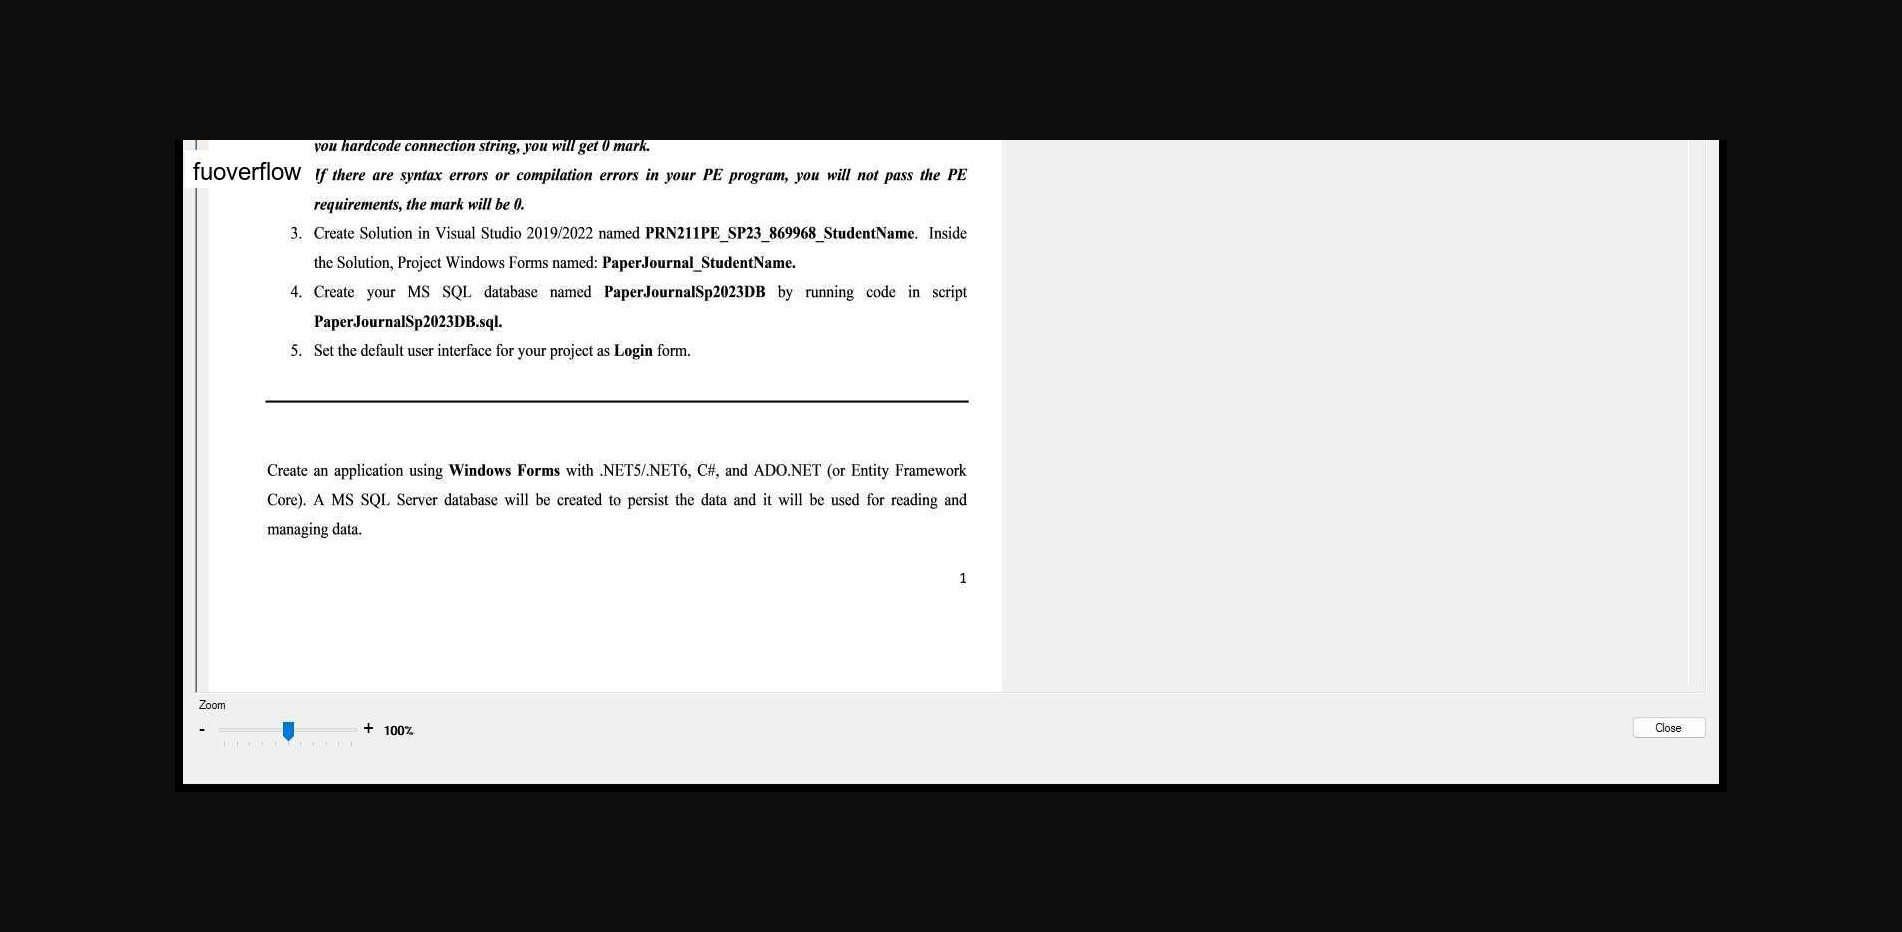 you hardcode connection string, you will get 0 mark.
fuoverflow
If there are syntax errors or compilation errors in your PE program, you will not pass the PE
requirements, the mark will be 0.
3. Create Solution in Visual Studio 2019/2022 named PRN211PE_SP23_869968_StudentName. Inside
the Solution, Project Windows Forms named: PaperJournal_StudentName.
4. Create your MS SQL database named PaperJournalSp2023DB by running code in script
PaperJournalSp2023DB.sql.
5. Set the default user interface for your project as Login form.
Create an application using Windows Forms with .NET5/.NET6, C#, and ADO.NET (or Entity Framework
Core). A MS SQL Server database will be created to persist the data and it will be used for reading and
managing data.
1
Zoom
- + 100%
Close